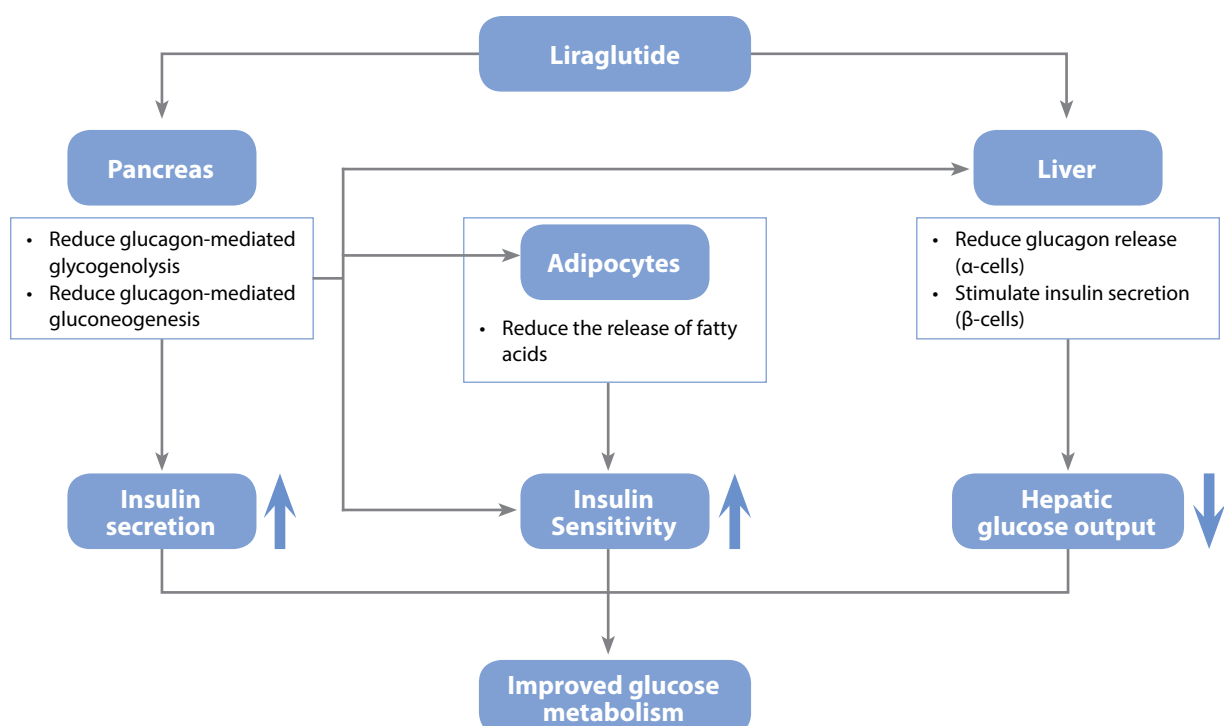 Liraglutide
Pancreas
Liver
• Reduce glucagon-mediated
glycogenolysis
• Reduce glucagon-mediated
gluconeogenesis
Adipocytes
• Reduce the release of fatty
acids
• Reduce glucagon release
(α-cells)
• Stimulate insulin secretion
(β-cells)
Insulin
secretion
Insulin
Sensitivity
Hepatic
glucose output
Improved glucose
metabolism